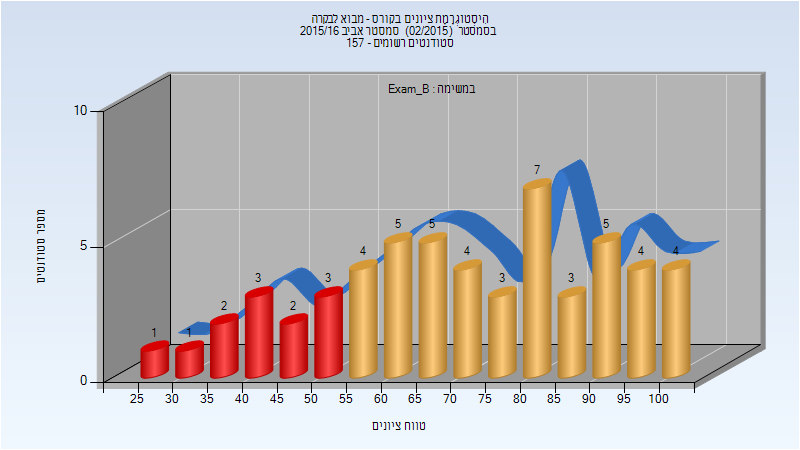 היסטוגרמת ציונים בקורס - מבוא לבקרה
בסמסטר (02/2015) סמסטר אביב 2015/16
סטודנטים רשומים - 157
במשימה : Exam_B
מספר סטודנטים
10
5
0
1 1 2 3 2 3 4 5 5 4 3 7 3 5 4 4
25 30 35 40 45 50 55 60 65 70 75 80 85 90 95 100
טווח ציונים